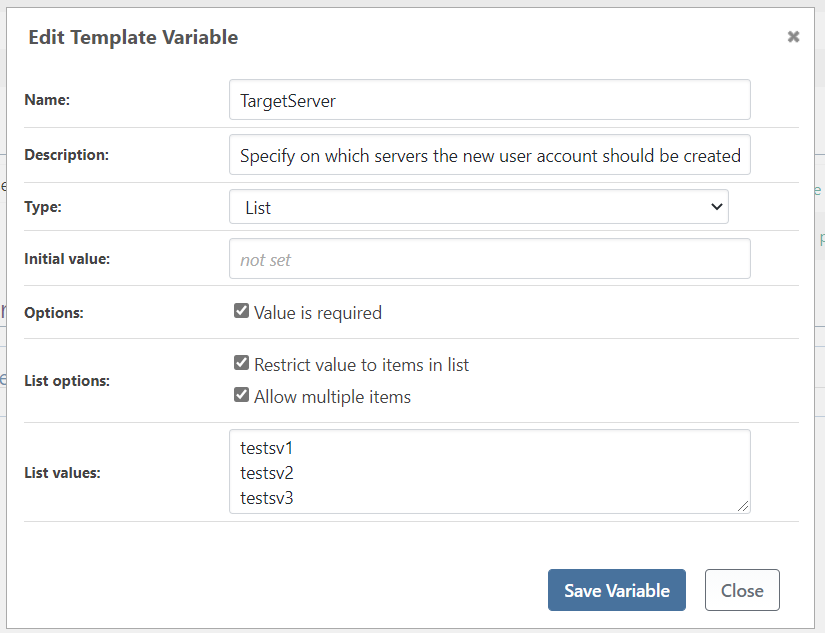 Edit Template Variable
Name: TargetServer
Description: Specify on which servers the new user account should be created
Type: List
Initial value: not set
Options: Value is required
List options: Restrict value to items in list
Allow multiple items
List values: testsv1
testsv2
testsv3
Save Variable Close